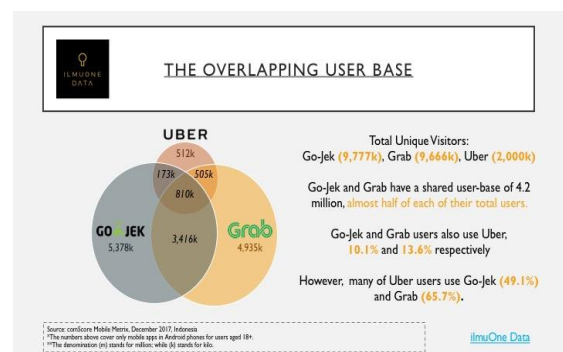 ILMUONE
DATA
THE OVERLAPPING USER BASE
UBER
512k
173k
505k
810k
GO JEK
5,378k
3,416k
Grab
4,935k
Total Unique Visitors:
Go-Jek (9,777k), Grab (9,666k), Uber (2,000k)
Go-Jek and Grab have a shared user-base of 4.2
million, almost half of each of their total users.
Go-Jek and Grab users also use Uber,
10.1% and 13.6% respectively
However, many of Uber users use Go-Jek (49.1%)
and Grab (65.7%).
Source: comScore Mobile Metrix, December 2017, Indonesia
*The numbers above cover only mobile apps in Android phones for users aged 18+.
**The denomination (m) stands for million; while (k) stands for kilo.
ilmuOne Data